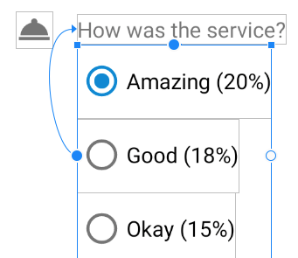 How was the service?
Amazing (20%)
Good (18%)
Okay (15%)